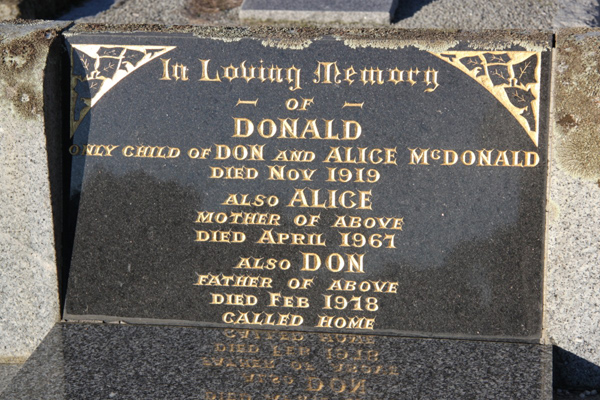 In Loving Memory
— OF —
DONALD
ONLY CHILD OF DON AND ALICE McDONALD
DIED NOV 1919
ALSO ALICE
MOTHER OF ABOVE
DIED APRIL 1967
ALSO DON
FATHER OF ABOVE
DIED FEB 1978
CALLED HOME